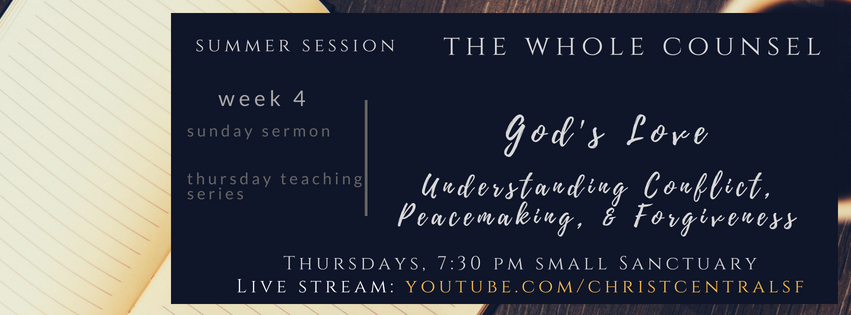 SUMMER SESSION
THE WHOLE COUNSEL
week 4
sunday sermon
God's Love
thursday teaching
series
Understanding Conflict,
Peacemaking, & Forgiveness
Thursdays, 7:30 pm small Sanctuary
Live stream: youtube.com/christcentralsf